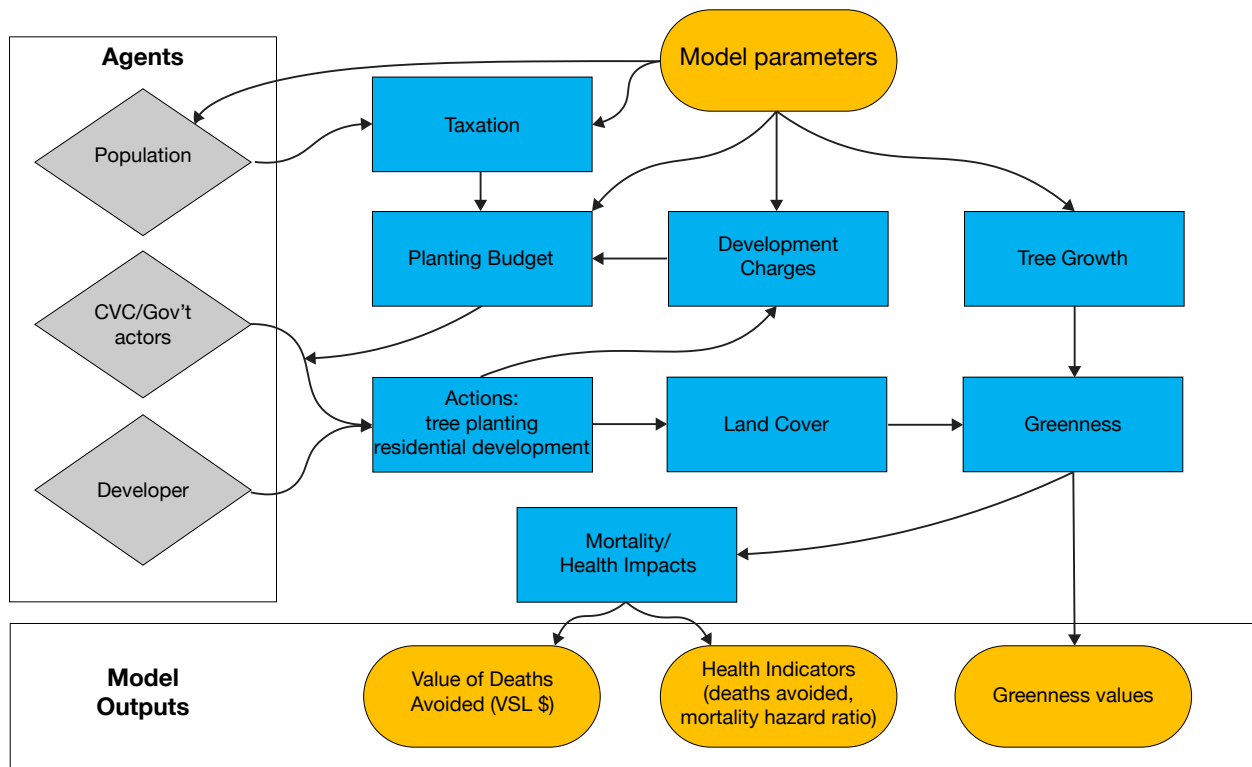 Agents
Model parameters
Population
Taxation
Planting Budget
Development
Charges
Tree Growth
CVC/Gov't
actors
Actions:
tree planting
residential development
Land Cover
Greenness
Developer
Mortality/
Health Impacts
Model
Outputs
Value of Deaths
Avoided (VSL $)
Health Indicators
(deaths avoided,
mortality hazard ratio)
Greenness values